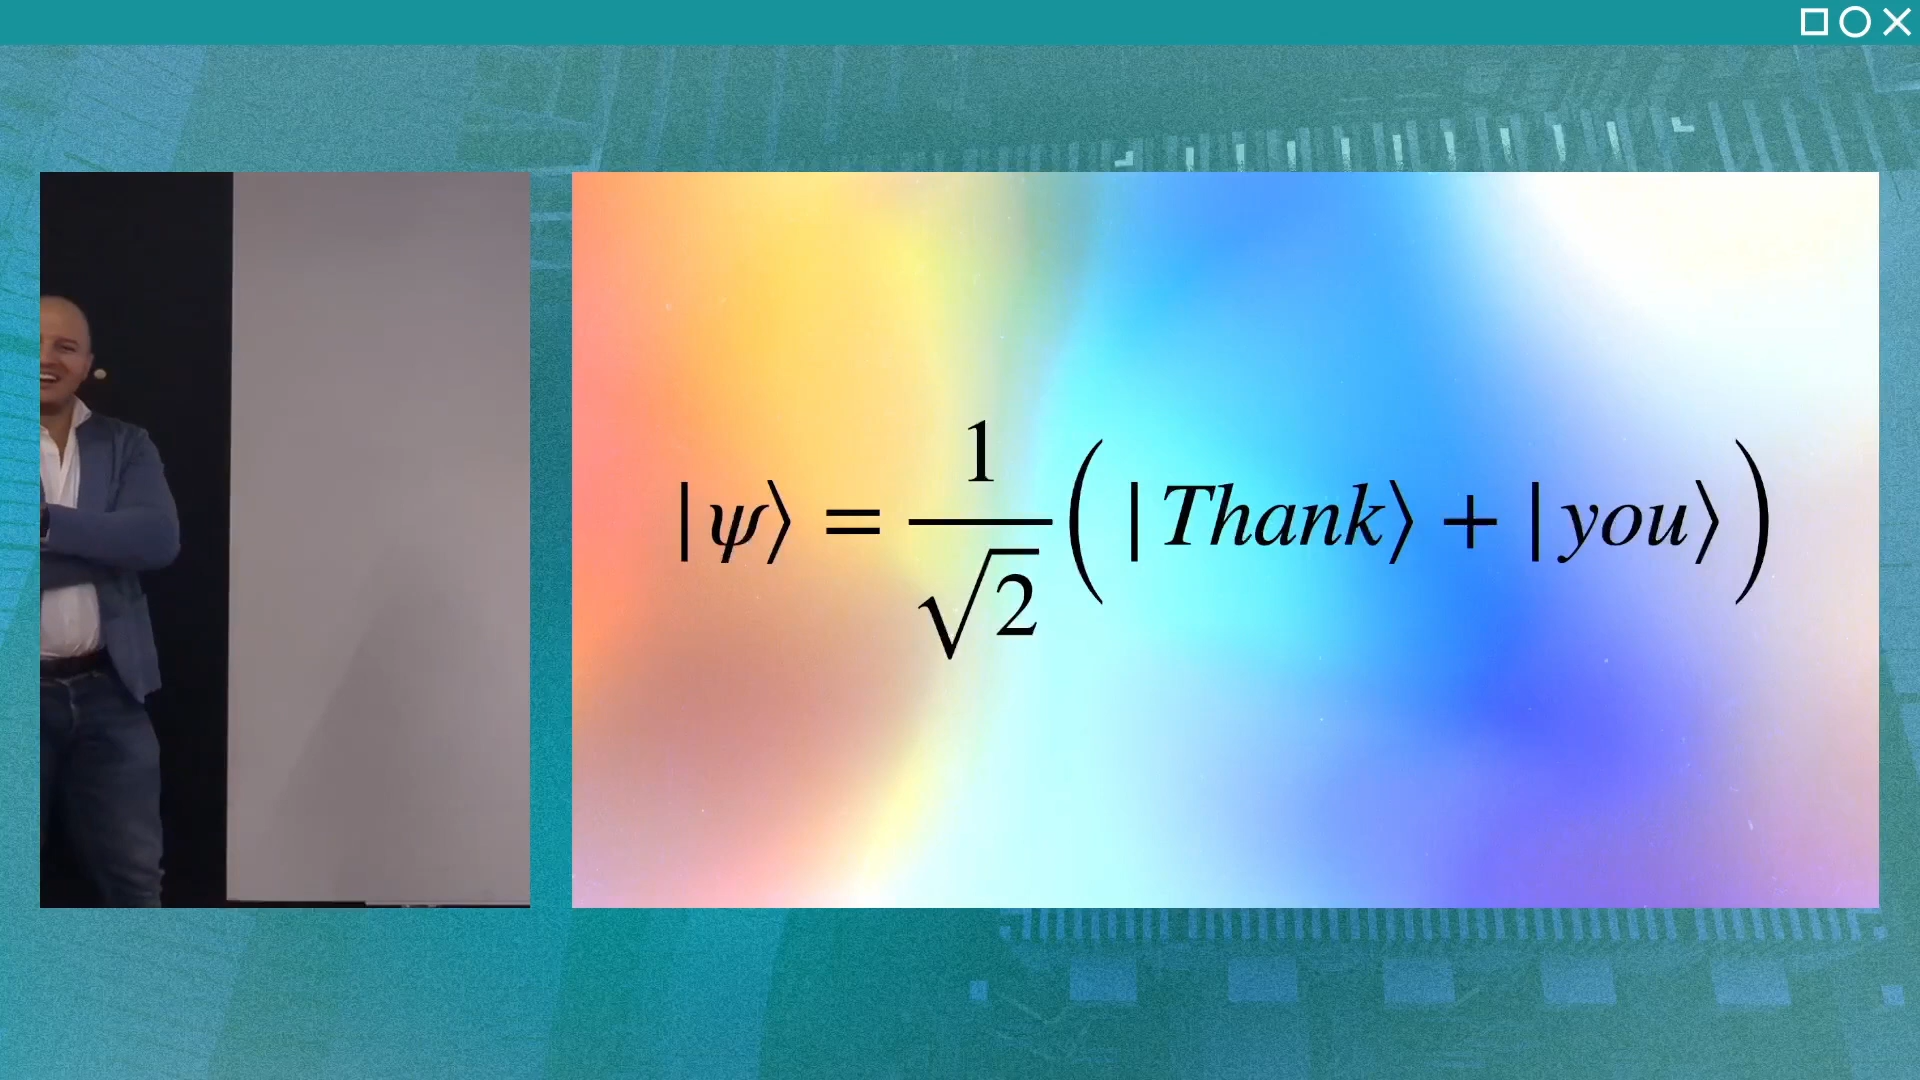 |ψ⟩ = 1/√2 ( |Thank⟩ + |you⟩ )